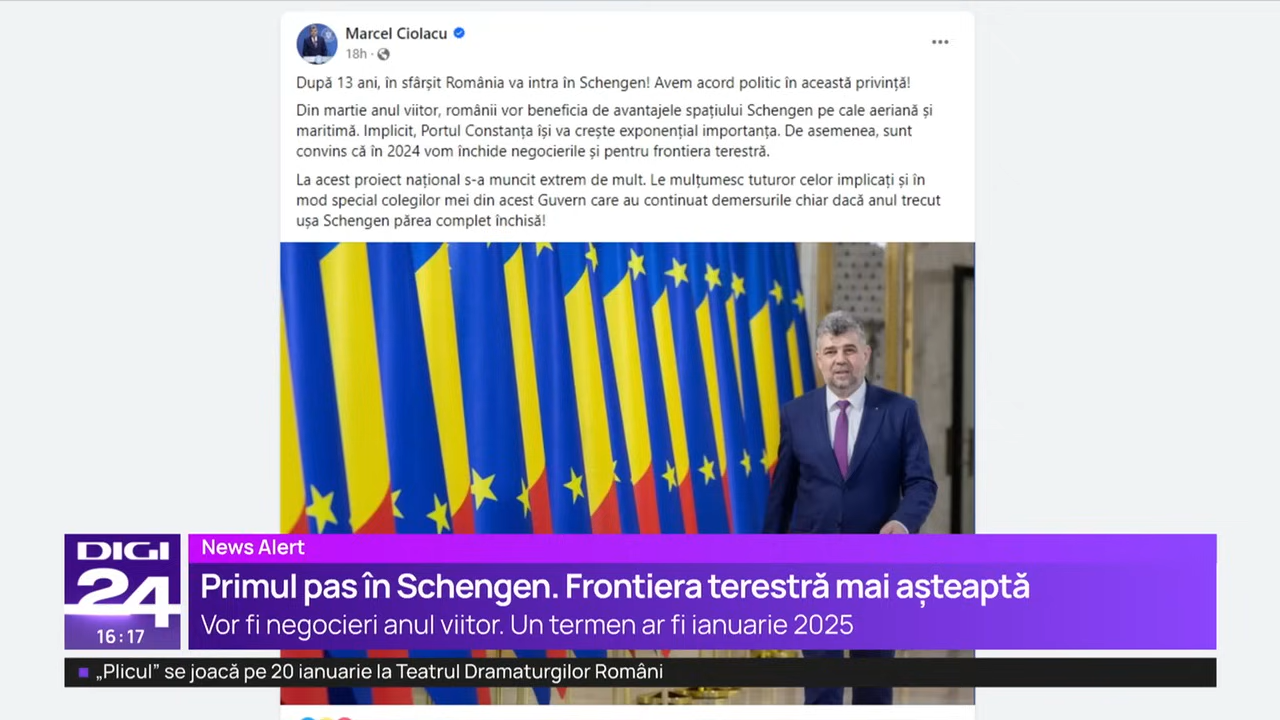 Marcel Ciolacu
18h
După 13 ani, în sfârșit România va intra în Schengen! Avem acord politic în această privință!
Din martie anul viitor, românii vor beneficia de avantajele spațiului Schengen pe cale aeriană și
maritimă. Implicit, Portul Constanța își va crește exponențial importanța. De asemenea, sunt
convins că în 2024 vom închide negocierile și pentru frontiera terestră.
La acest proiect național s-a muncit extrem de mult. Le mulțumesc tuturor celor implicați și în
mod special colegilor mei din acest Guvern care au continuat demersurile chiar dacă anul trecut
ușa Schengen părea complet închisă!
DIGI
24
16:17
News Alert
Primul pas în Schengen. Frontiera terestră mai așteaptă
Vor fi negocieri anul viitor. Un termen ar fi ianuarie 2025
„Plicul” se joacă pe 20 ianuarie la Teatrul Dramaturgilor Români